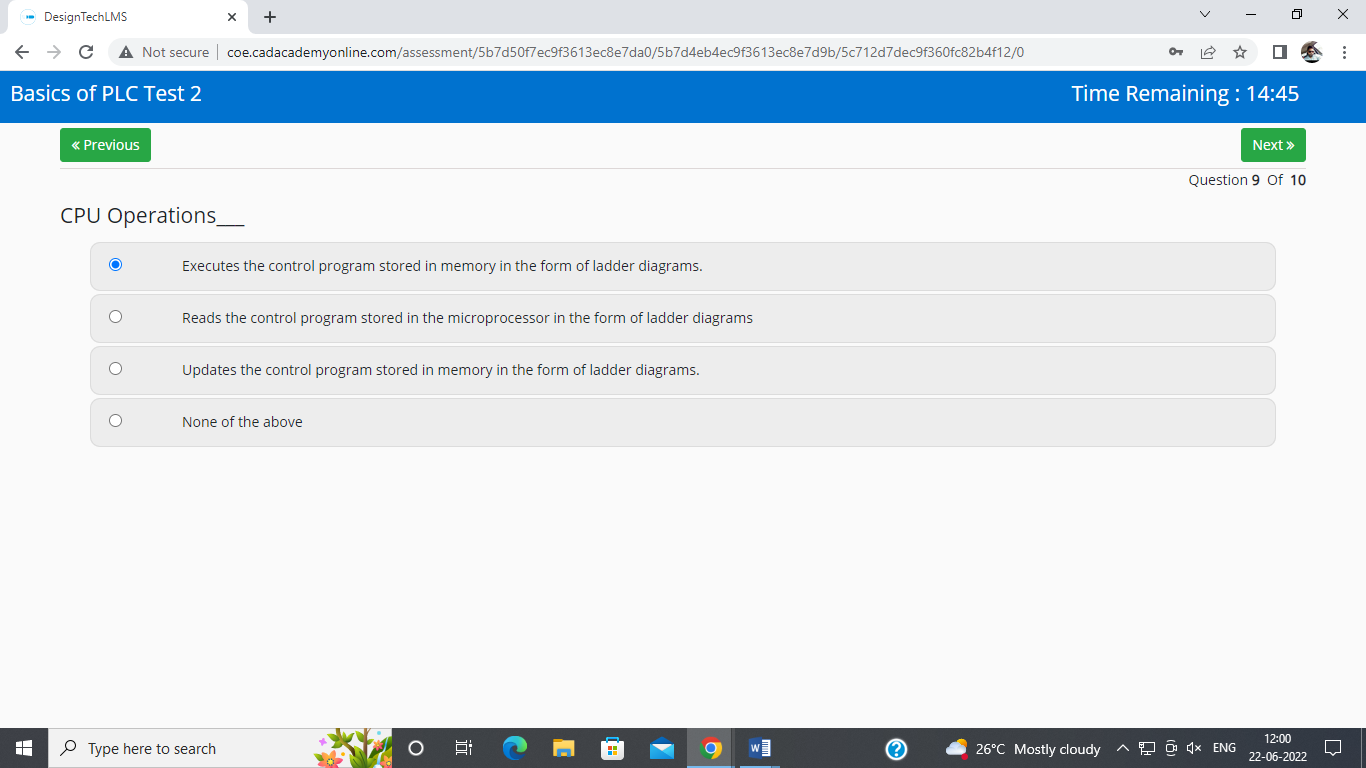 DesignTechLMS
Not secure
coe.cadacademyonline.com/assessment/5b7d50f7ec9f3613ec8e7da0/5b7d4eb4ec9f3613ec8e7d9b/5c712d7dec9f360fc82b4f12/0
Basics of PLC Test 2
Time Remaining : 14:45
« Previous
Next »
Question 9 Of 10
CPU Operations___
Executes the control program stored in memory in the form of ladder diagrams.
Reads the control program stored in the microprocessor in the form of ladder diagrams
Updates the control program stored in memory in the form of ladder diagrams.
None of the above
Type here to search
26°C Mostly cloudy
ENG
12:00
22-06-2022